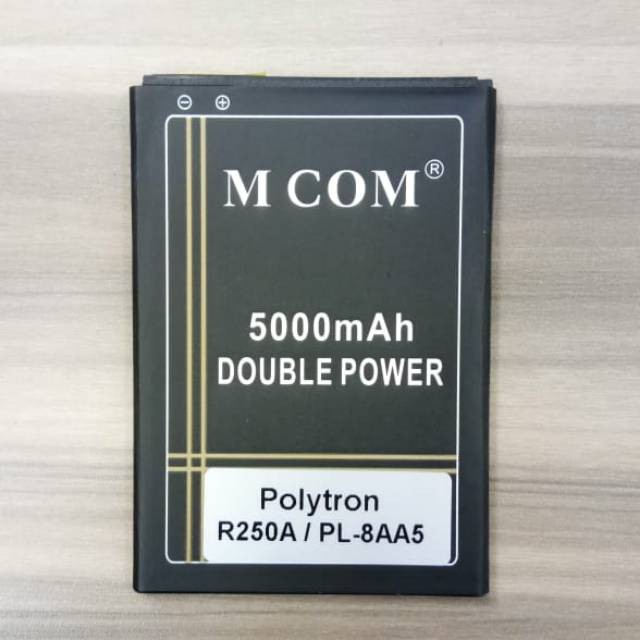 ⊖ ⊕
M COM®
5000mAh
DOUBLE POWER
Polytron
R250A / PL-8AA5